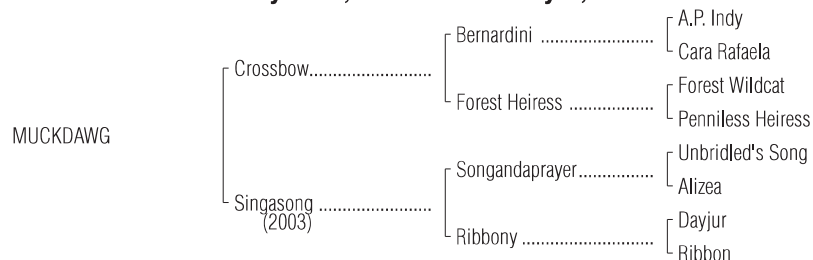 A.P. Indy
Bernardini
Cara Rafaela
Crossbow
Forest Wildcat
Forest Heiress
Penniless Heiress
MUCKDAWG
Unbridled's Song
Songandaprayer
Alizea
Singasong
(2003)
Dayjur
Ribbony
Ribbon